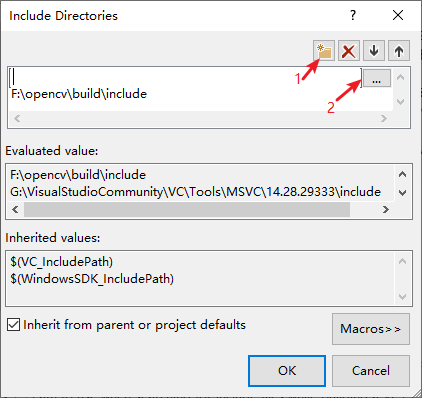 Include Directories
1
...
2
F:\opencv\build\include
Evaluated value:
F:\opencv\build\include
G:\VisualStudioCommunity\VC\Tools\MSVC\14.28.29333\include
Inherited values:
$(VC_IncludePath)
$(WindowsSDK_IncludePath)
Inherit from parent or project defaults
Macros>>
OK
Cancel